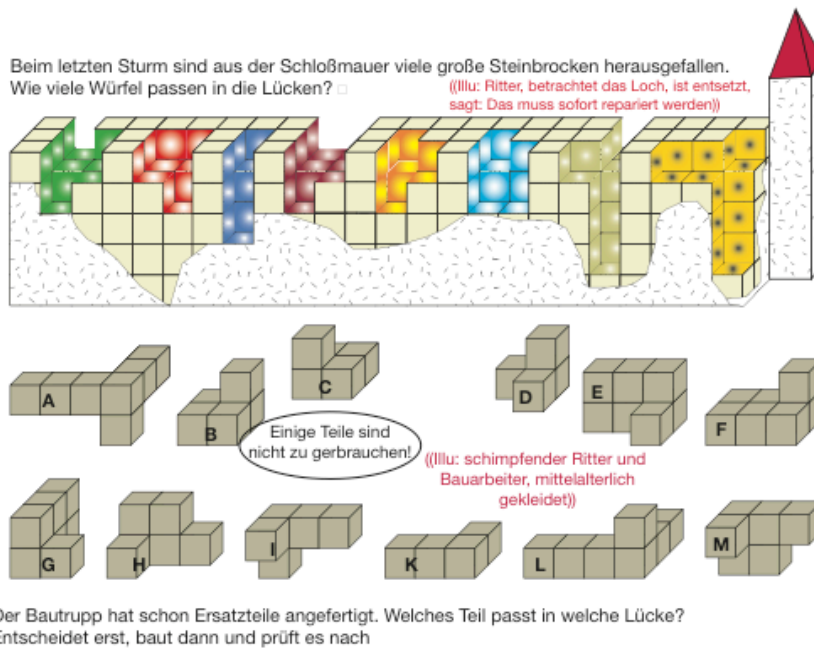 Beim letzten Sturm sind aus der Schloßmauer viele große Steinbrocken herausgefallen.
Wie viele Würfel passen in die Lücken?
((Illu: Ritter, betrachtet das Loch, ist entsetzt,
sagt: Das muss sofort repariert werden))
A
B
C
D
E
F
Einige Teile sind
nicht zu gerbrauchen!
((Illu: schimpfender Ritter und
Bauarbeiter, mittelalterlich
gekleidet))
G
H
I
K
L
M
Der Bautrupp hat schon Ersatzteile angefertigt. Welches Teil passt in welche Lücke?
Entscheidet erst, baut dann und prüft es nach